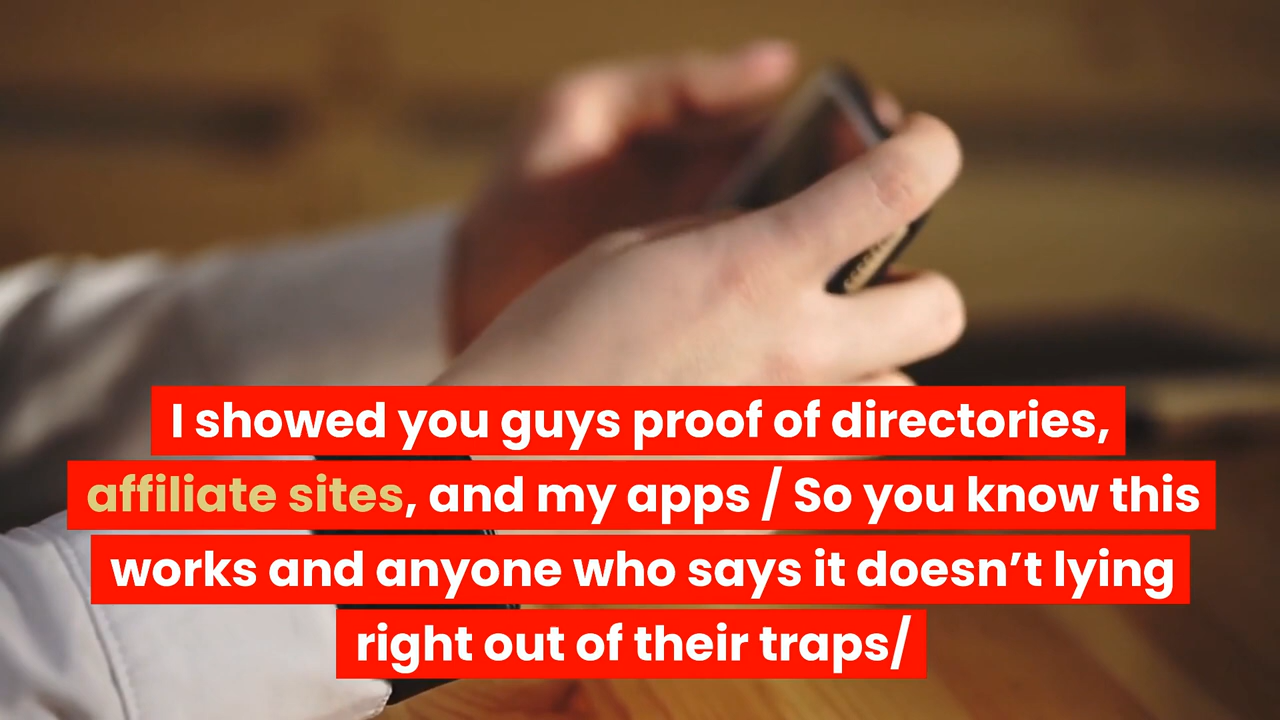 I showed you guys proof of directories,
affiliate sites, and my apps / So you know this
works and anyone who says it doesn’t lying
right out of their traps/